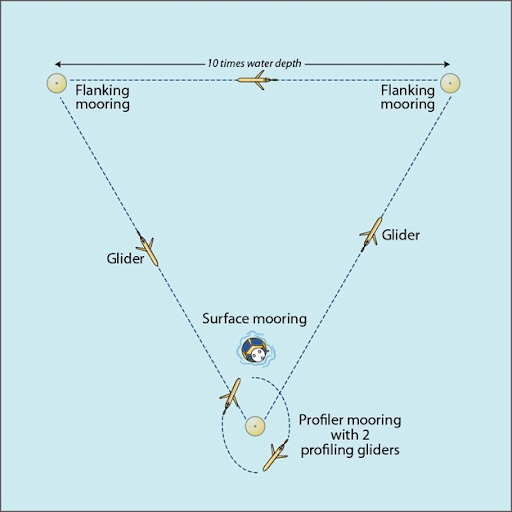 10 times water depth
Flanking
mooring
Flanking
mooring
Glider
Glider
Surface mooring
Profiler mooring
with 2
profiling gliders